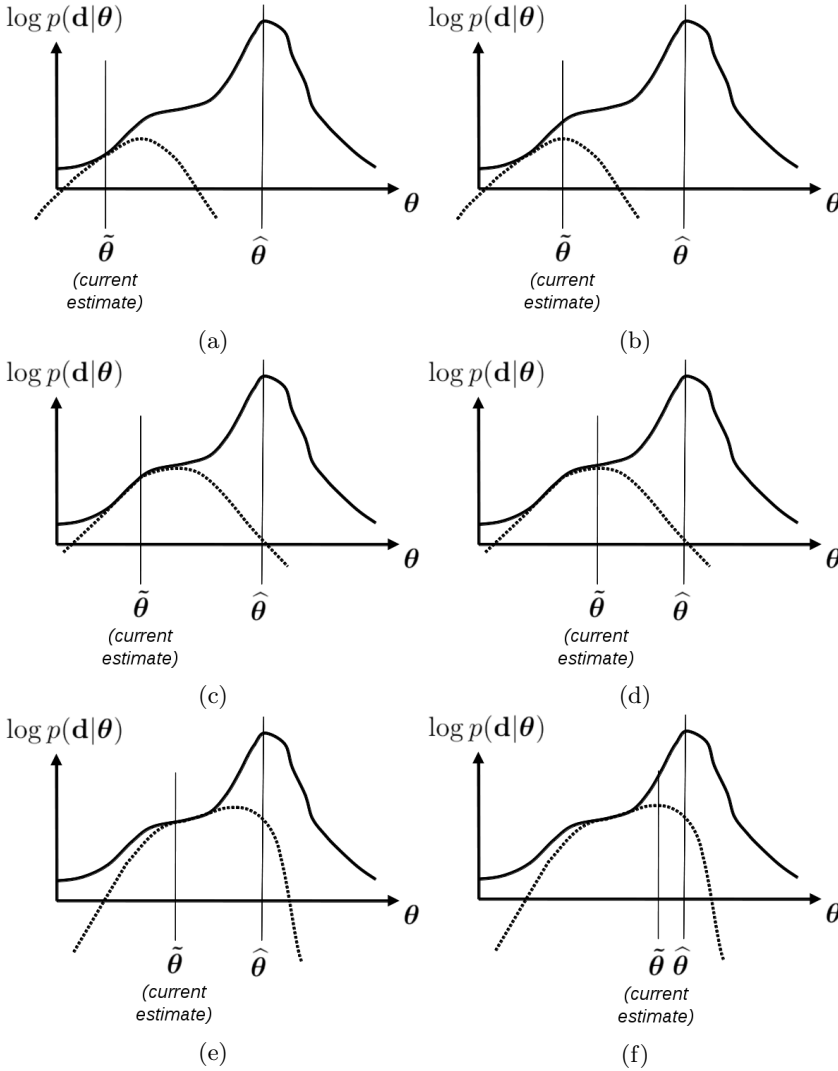 log p(d|θ)
θ
θ̃
θ̂
(current
estimate)
(a)
log p(d|θ)
θ
θ̃
θ̂
(current
estimate)
(b)
log p(d|θ)
θ
θ̃
θ̂
(current
estimate)
(c)
log p(d|θ)
θ
θ̃
θ̂
(current
estimate)
(d)
log p(d|θ)
θ
θ̃
θ̂
(current
estimate)
(e)
log p(d|θ)
θ
θ̃ θ̂
(current
estimate)
(f)